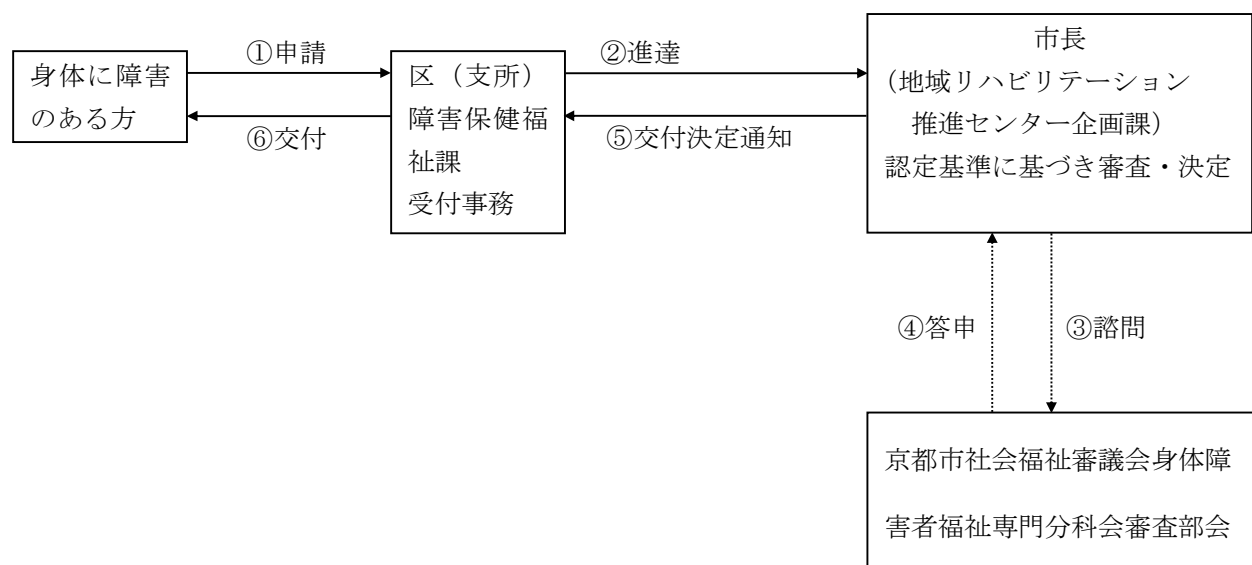 身体に障害
のある方
①申請
⑥交付
区（支所）
障害保健福
祉課
受付事務
②進達
⑤交付決定通知
市長
（地域リハビリテーション
推進センター企画課）
認定基準に基づき審査・決定
④答申
③諮問
京都市社会福祉審議会身体障
害者福祉専門分科会審査部会